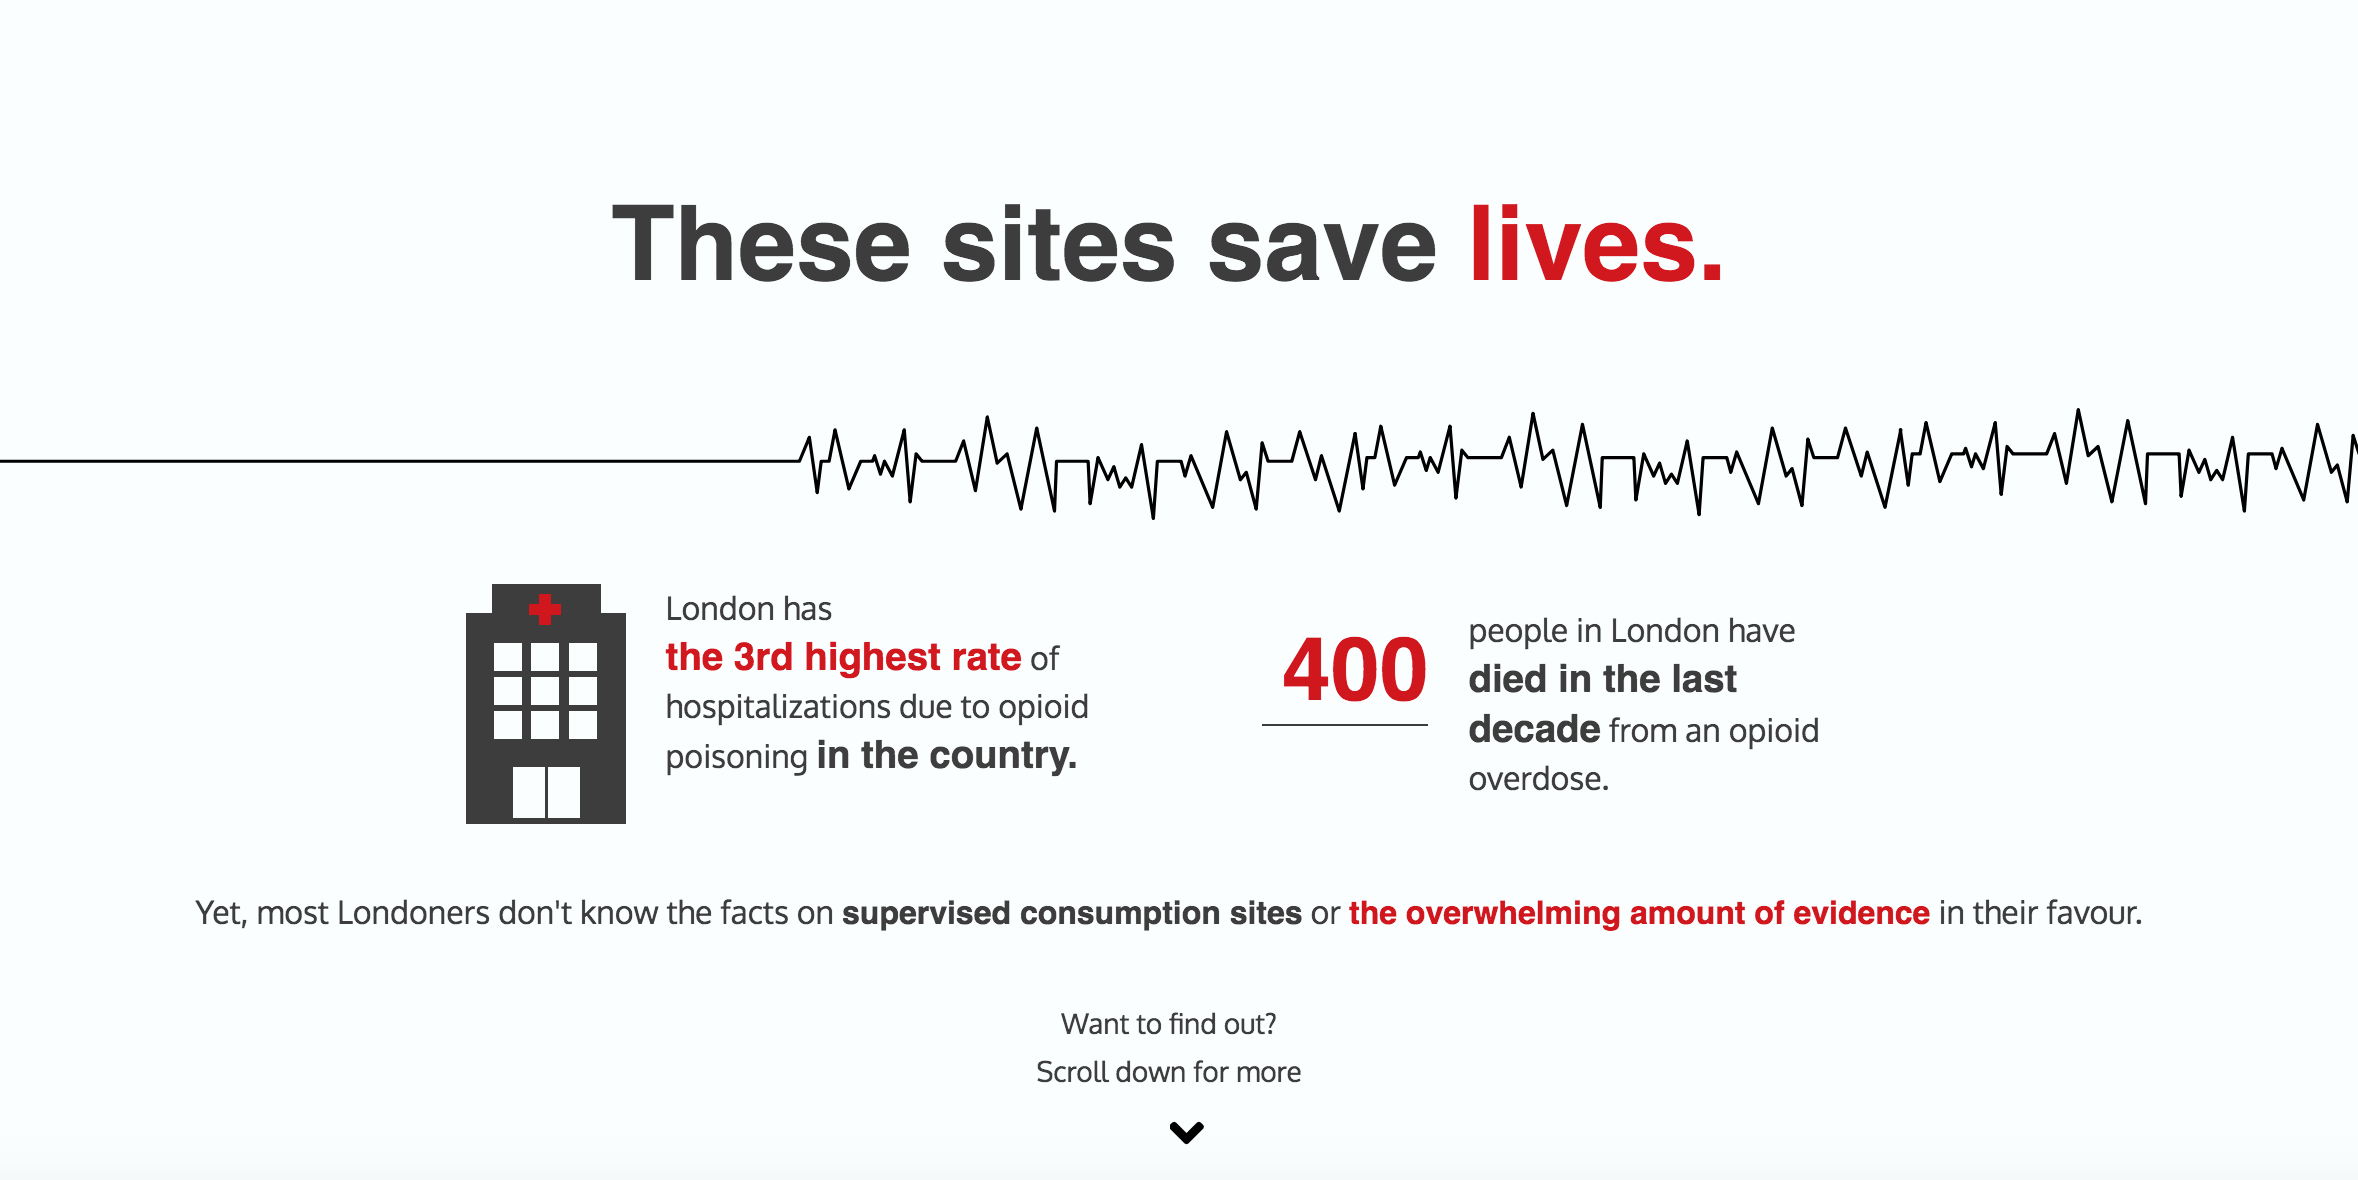 These sites save lives.
London has
the 3rd highest rate of
hospitalizations due to opioid
poisoning in the country.
400
people in London have
died in the last
decade from an opioid
overdose.
Yet, most Londoners don't know the facts on supervised consumption sites or the overwhelming amount of evidence in their favour.
Want to find out?
Scroll down for more